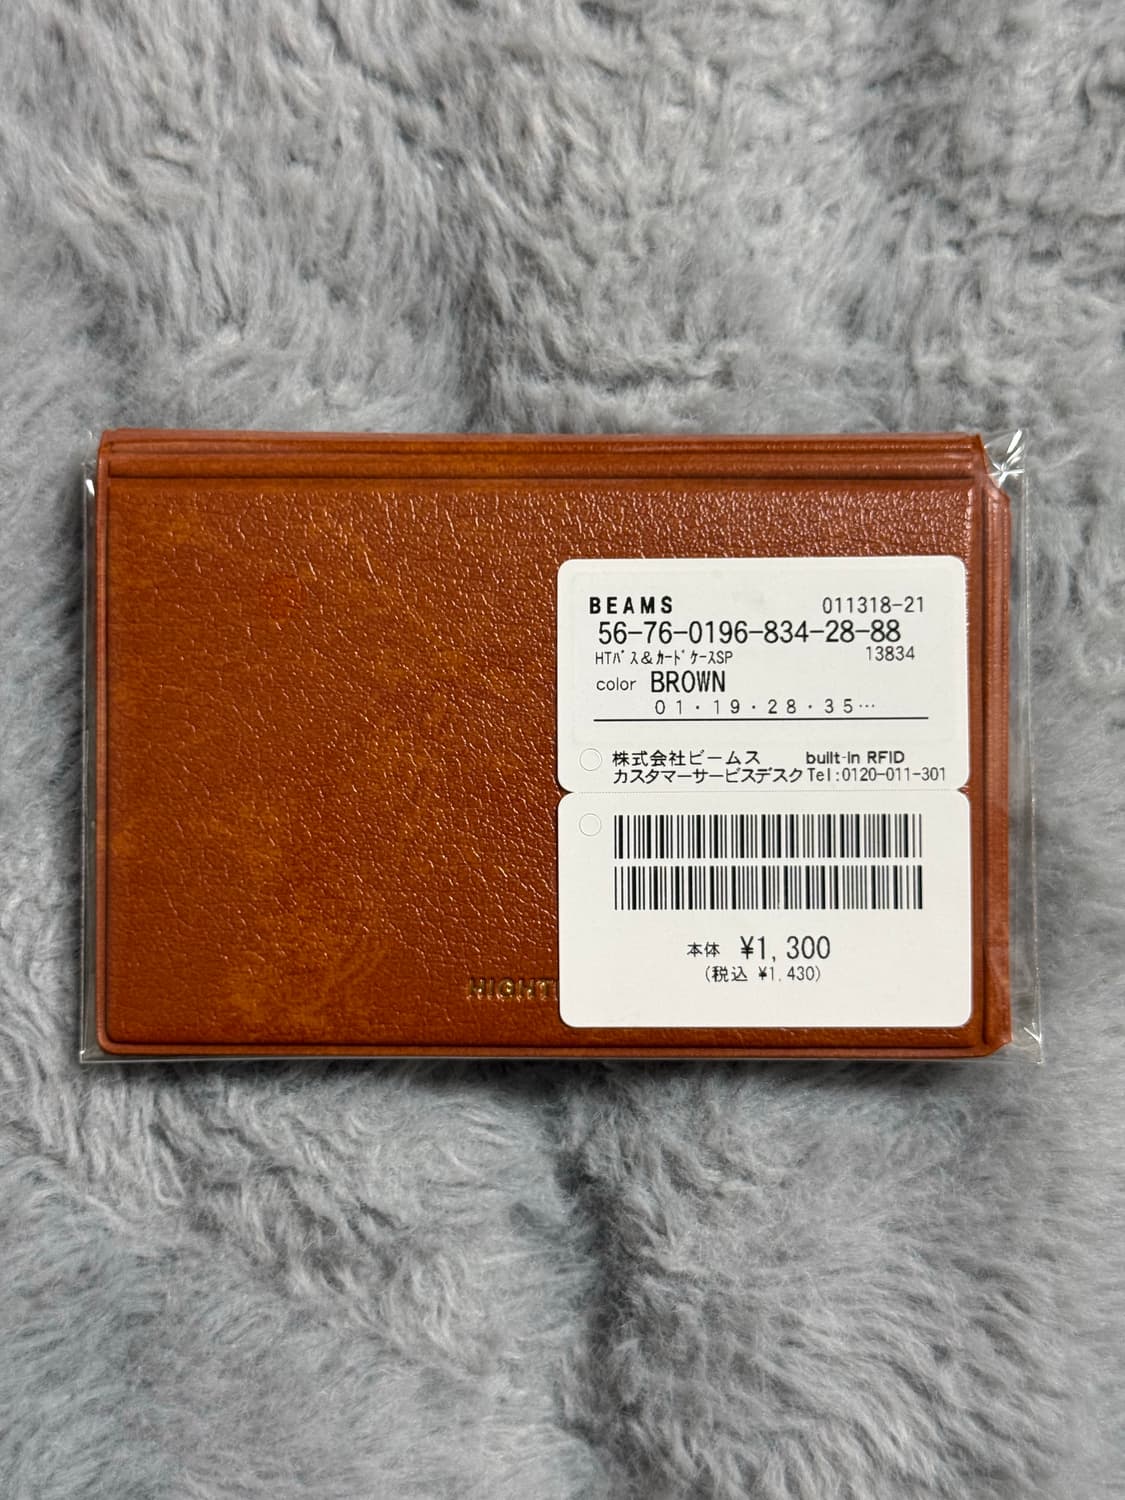 BEAMS 011318-21
56-76-0196-834-28-88
HTﾊﾟｽ&ｶｰﾄﾞｹｰｽSP 13834
color BROWN
01・19・28・35…
株式会社ビームス built-in RFID
カスタマーサービスデスク Tel:0120-011-301
本体 ¥1,300
(税込 ¥1,430)
HIGHT